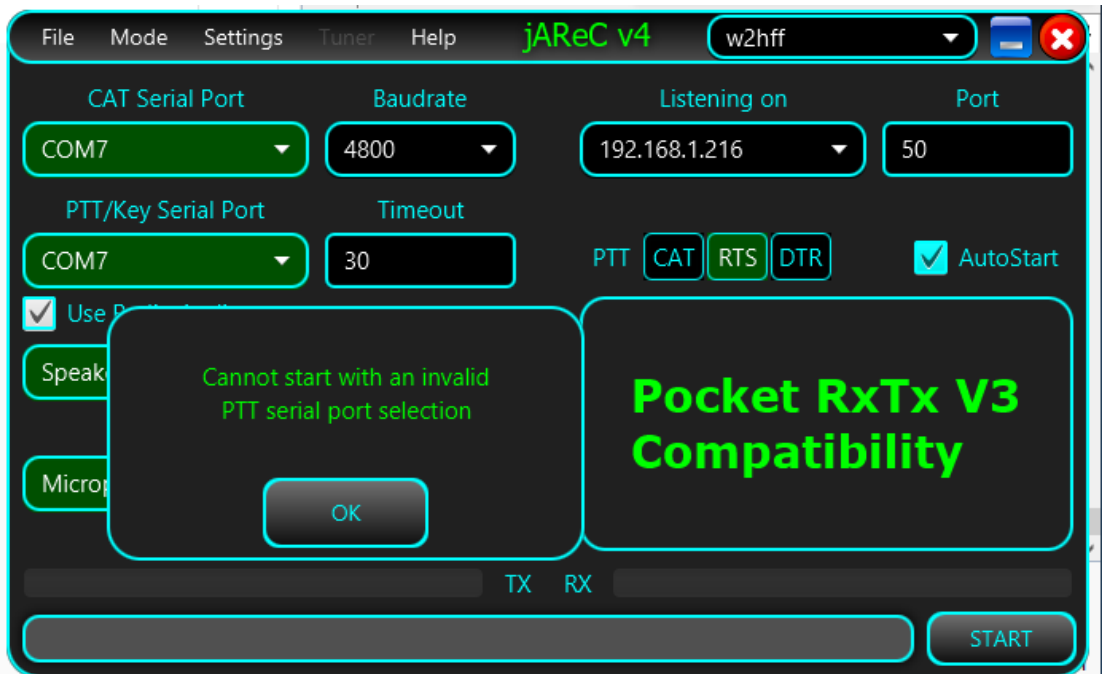 File Mode Settings Tuner Help jAReC v4 w2hff
CAT Serial Port Baudrate Listening on Port
COM7 4800 192.168.1.216 50
PTT/Key Serial Port Timeout
COM7 30 PTT CAT RTS DTR AutoStart
Use
Cannot start with an invalid
PTT serial port selection
OK
Pocket RxTx V3
Compatibility
TX RX
START